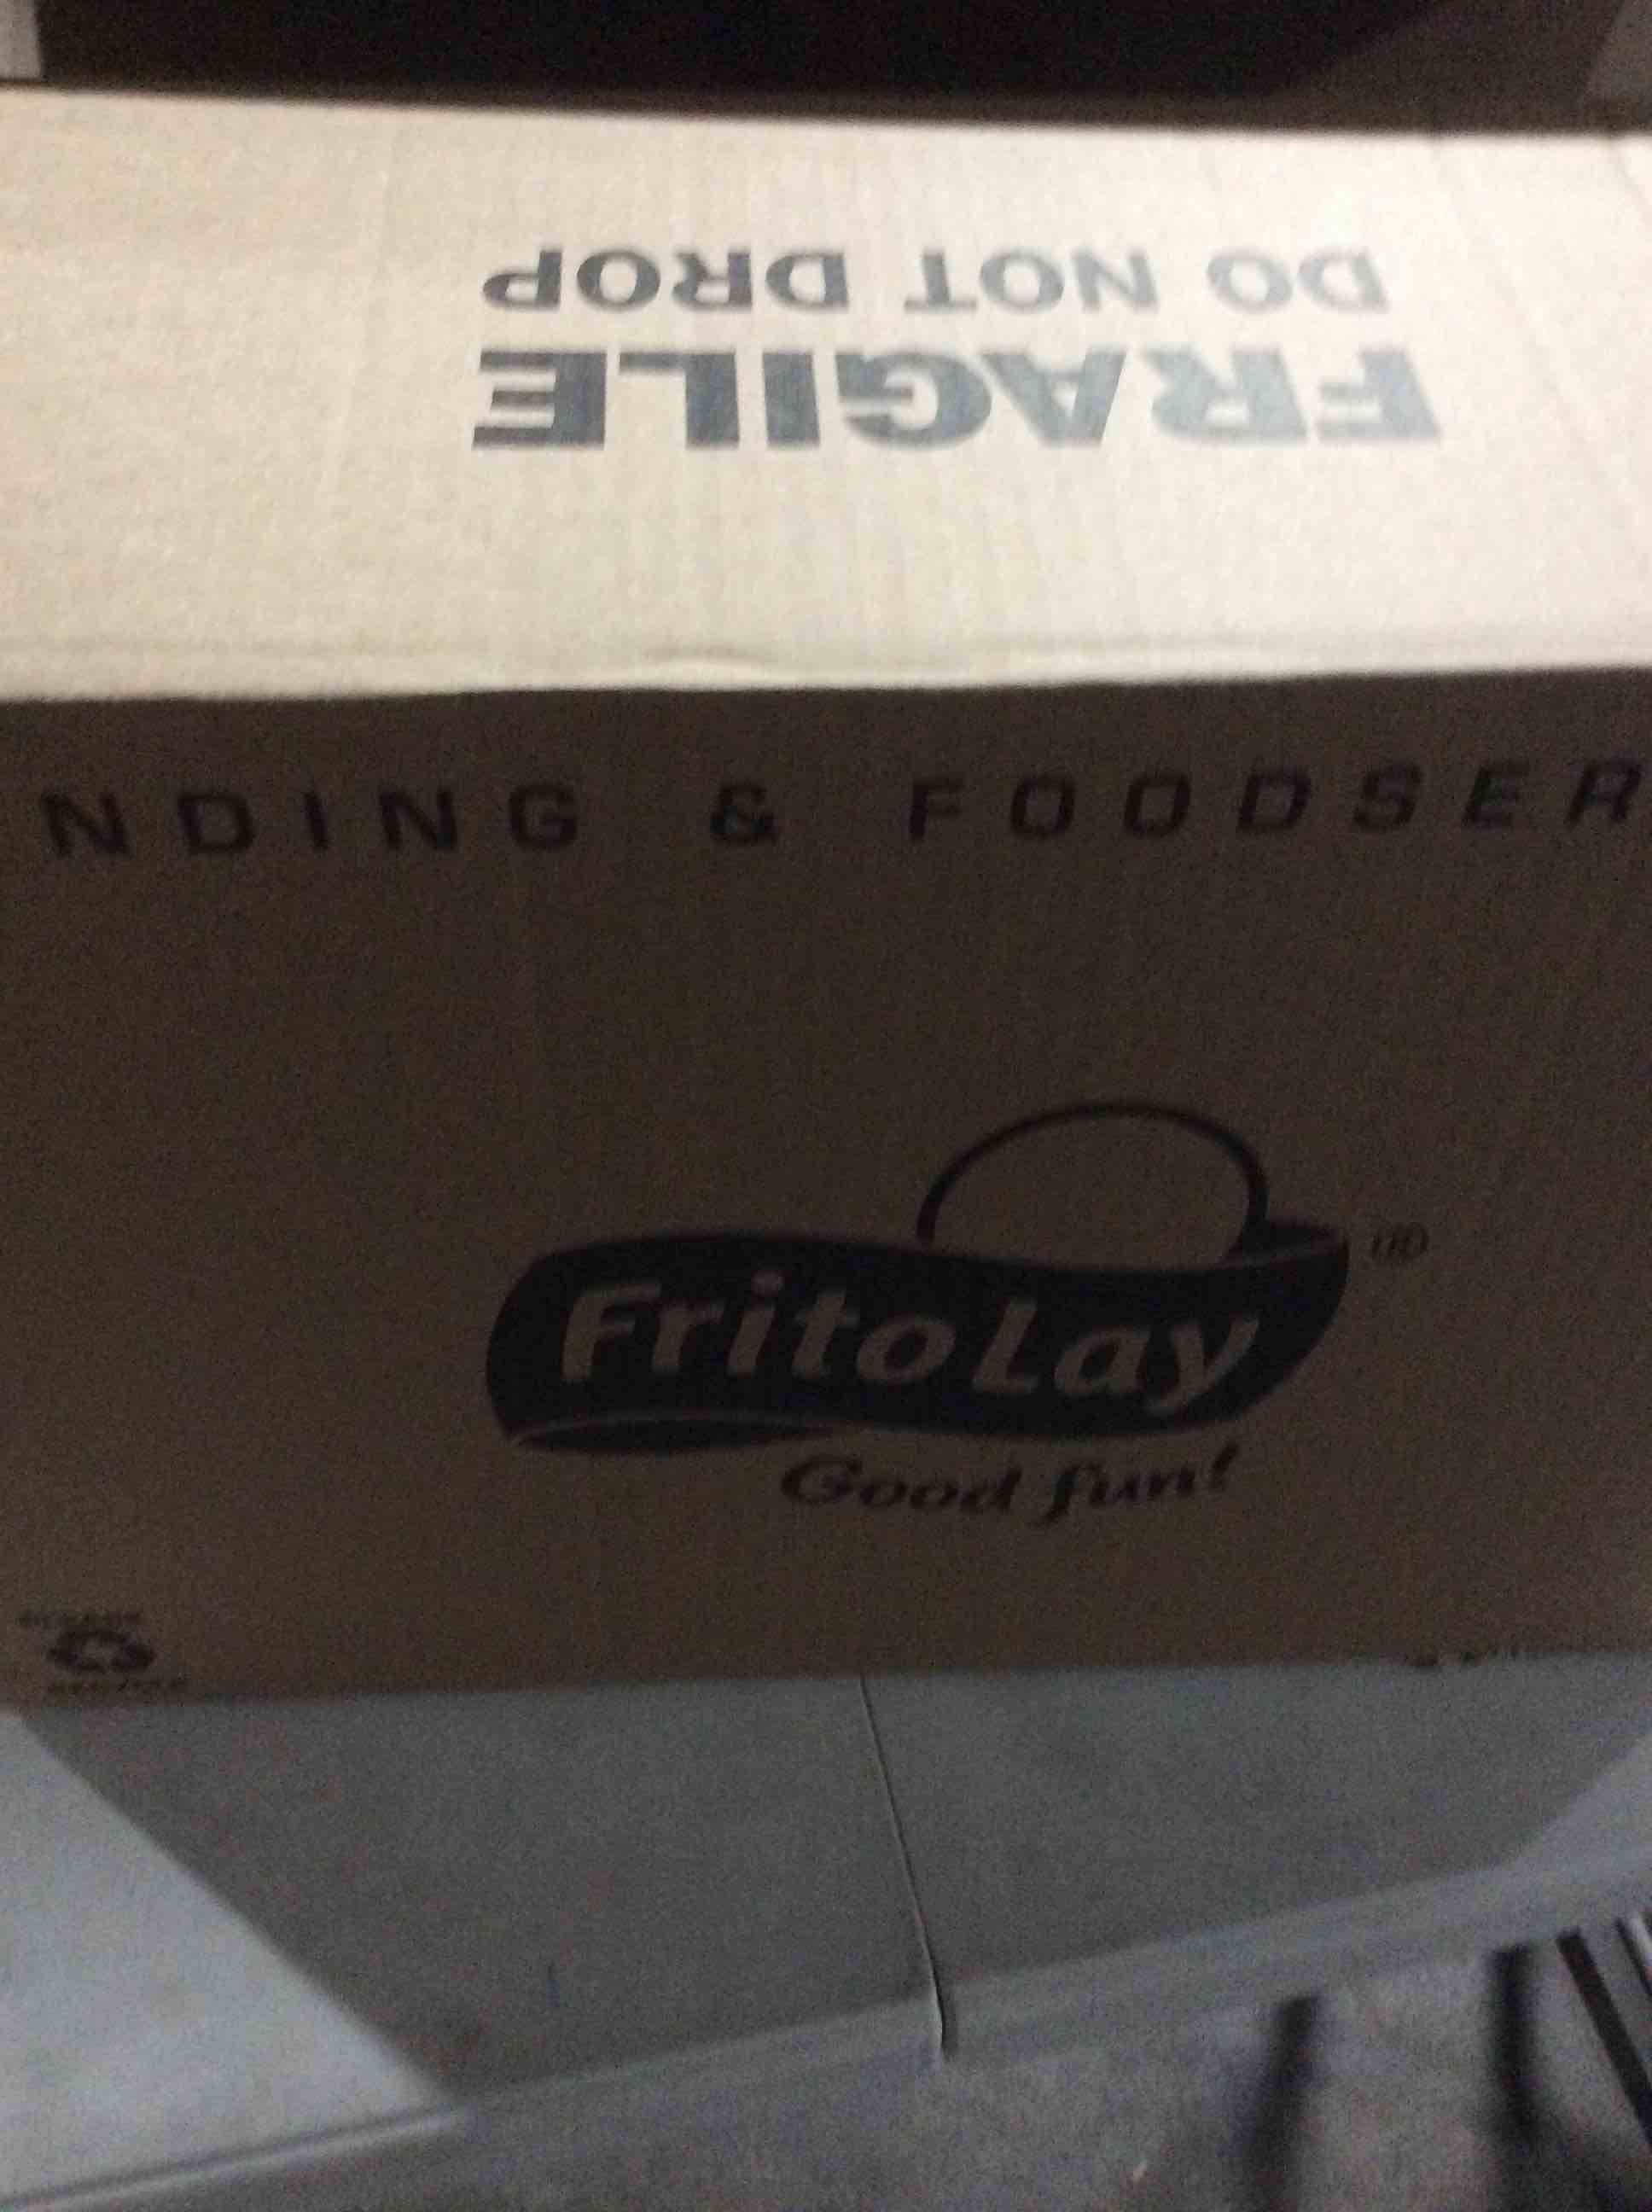 FRAGILE
DO NOT DROP
NDING & FOODSER
FritoLay
Good fun!